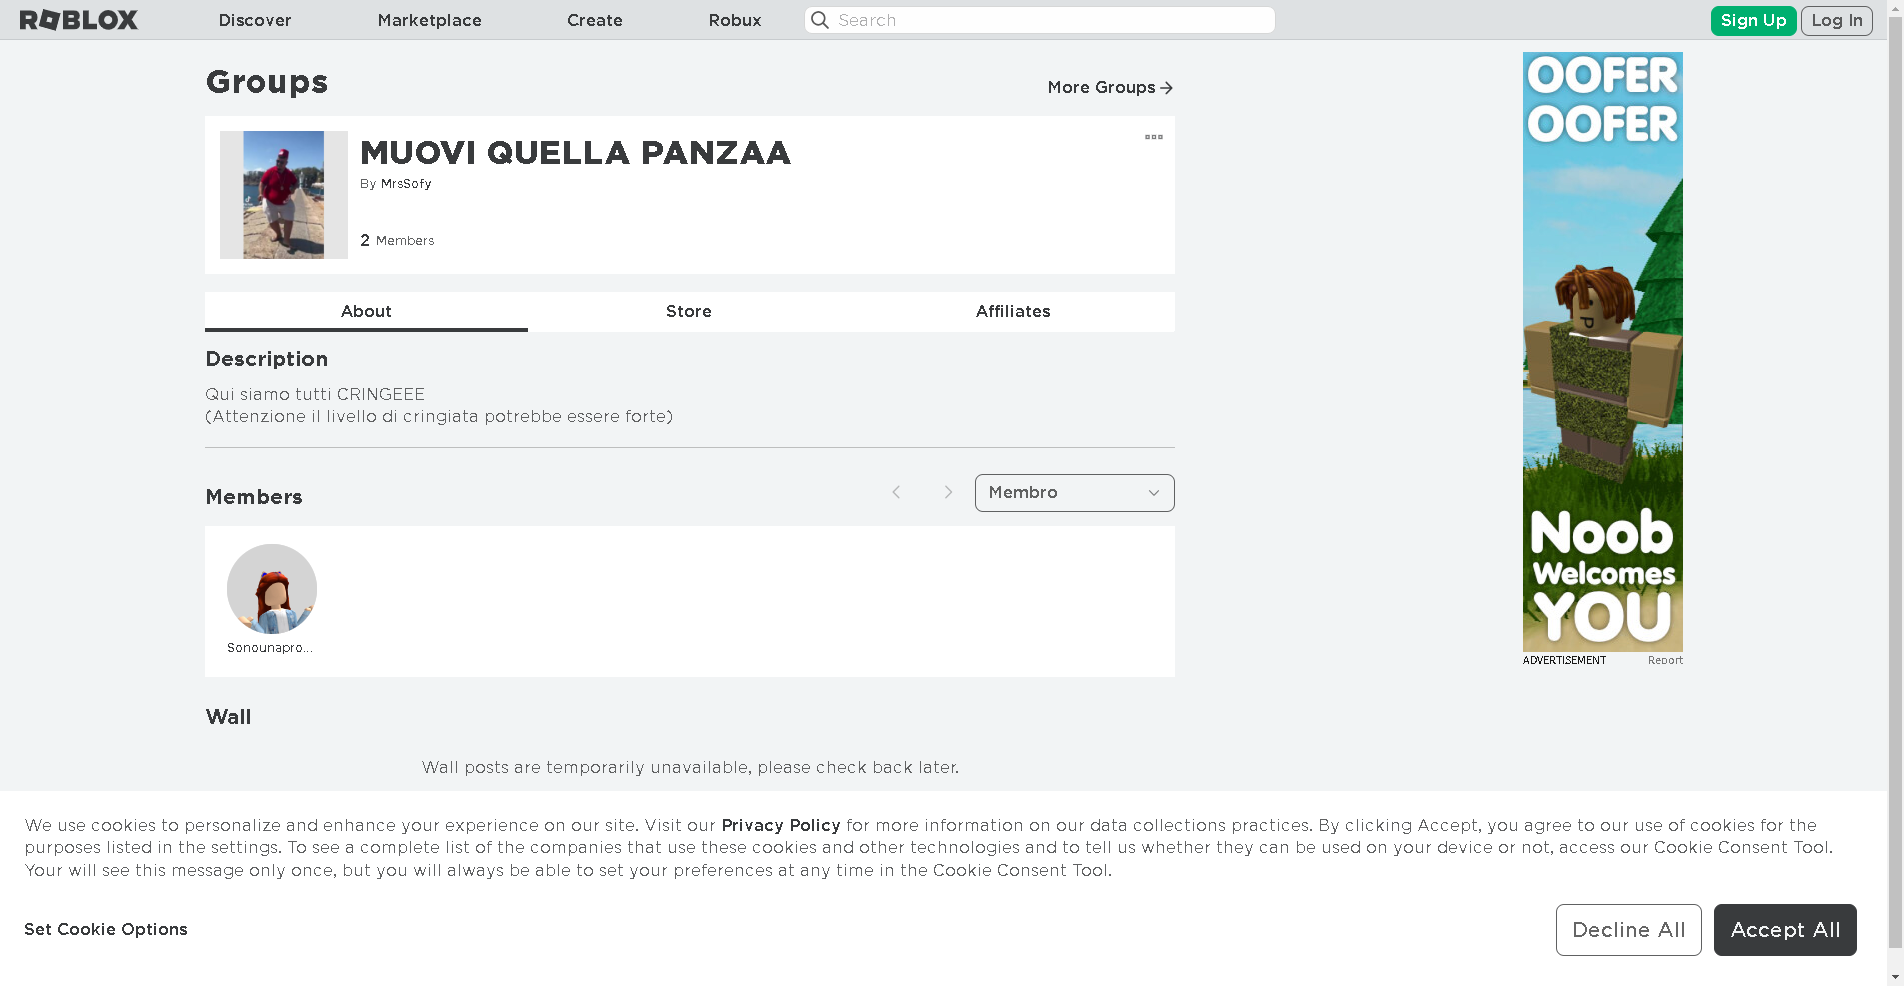 ROBLOX
Discover
Marketplace
Create
Robux
Search
Sign Up
Log In
Groups
More Groups
MUOVI QUELLA PANZAA
By MrsSofy
2 Members
About
Store
Affiliates
Description
Qui siamo tutti CRINGEEE
(Attenzione il livello di cringiata potrebbe essere forte)
Members
Membro
Sonounapro...
Wall
Wall posts are temporarily unavailable, please check back later.
OOFER
OOFER
Noob
Welcomes
YOU
ADVERTISEMENT
Report
We use cookies to personalize and enhance your experience on our site. Visit our Privacy Policy for more information on our data collections practices. By clicking Accept, you agree to our use of cookies for the
purposes listed in the settings. To see a complete list of the companies that use these cookies and other technologies and to tell us whether they can be used on your device or not, access our Cookie Consent Tool.
Your will see this message only once, but you will always be able to set your preferences at any time in the Cookie Consent Tool.
Set Cookie Options
Decline All
Accept All